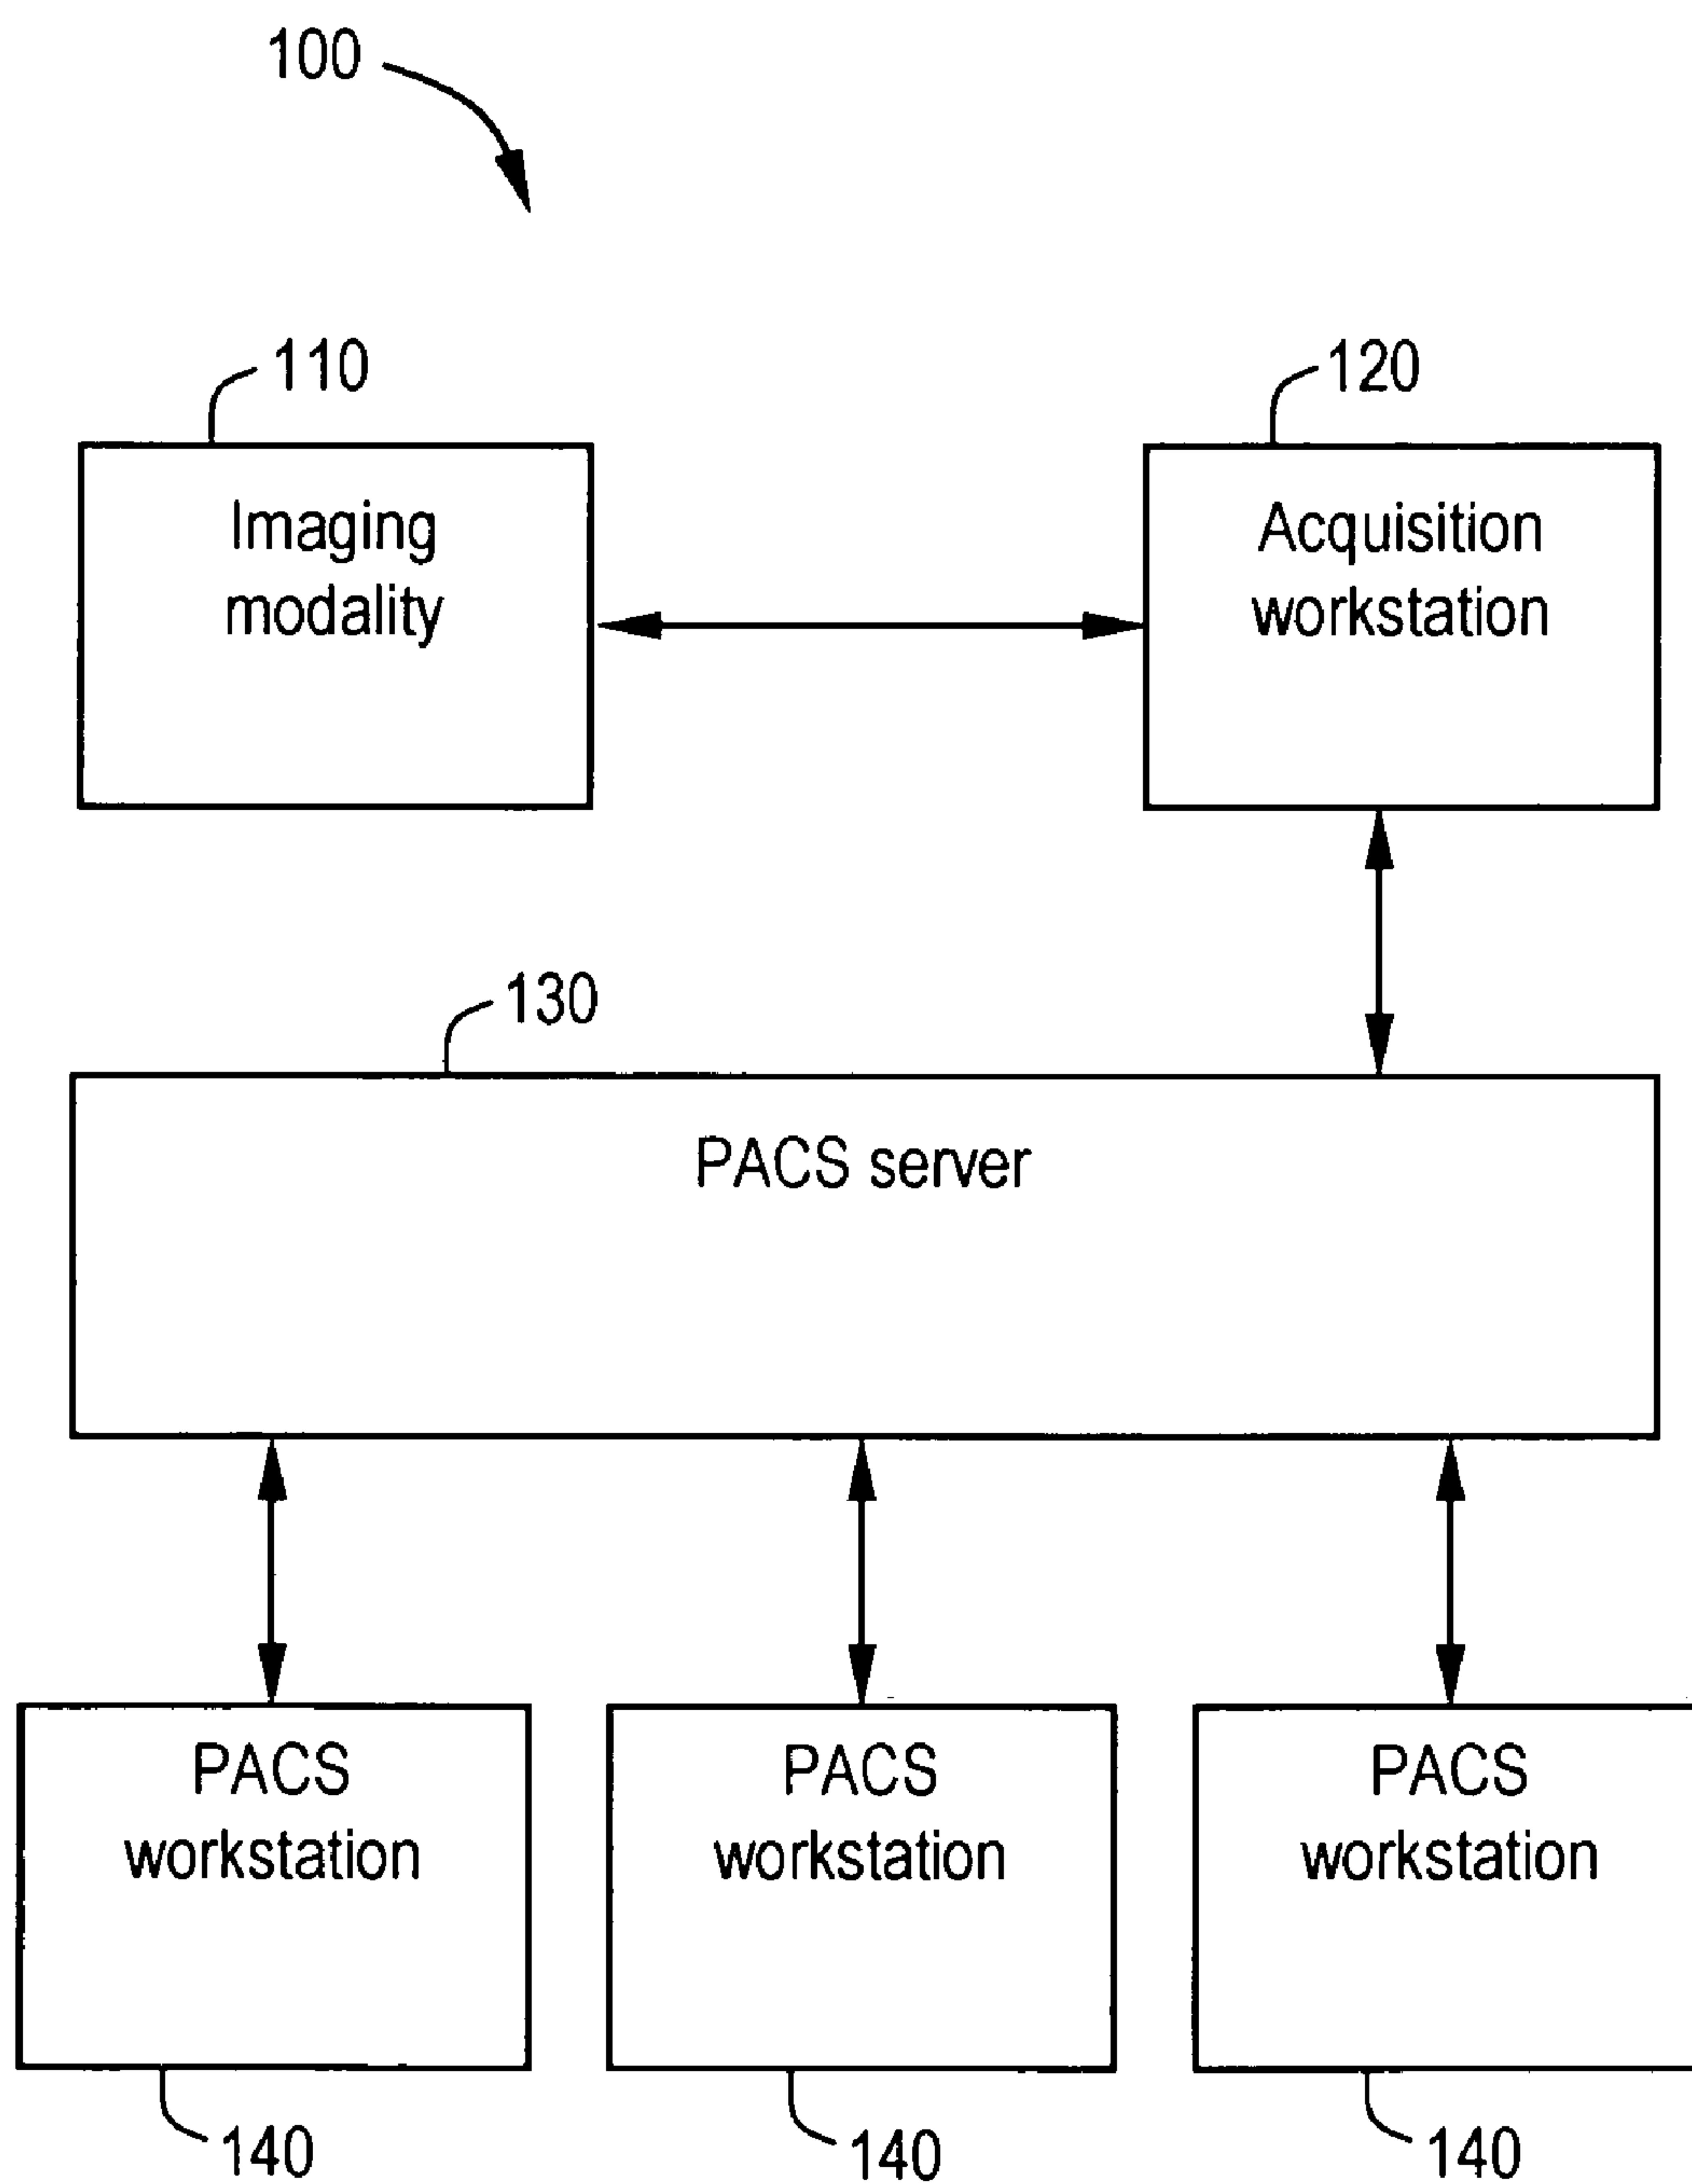 100
110
120
Imaging
modality
Acquisition
workstation
130
PACS server
PACS
workstation
PACS
workstation
PACS
workstation
140
140
140